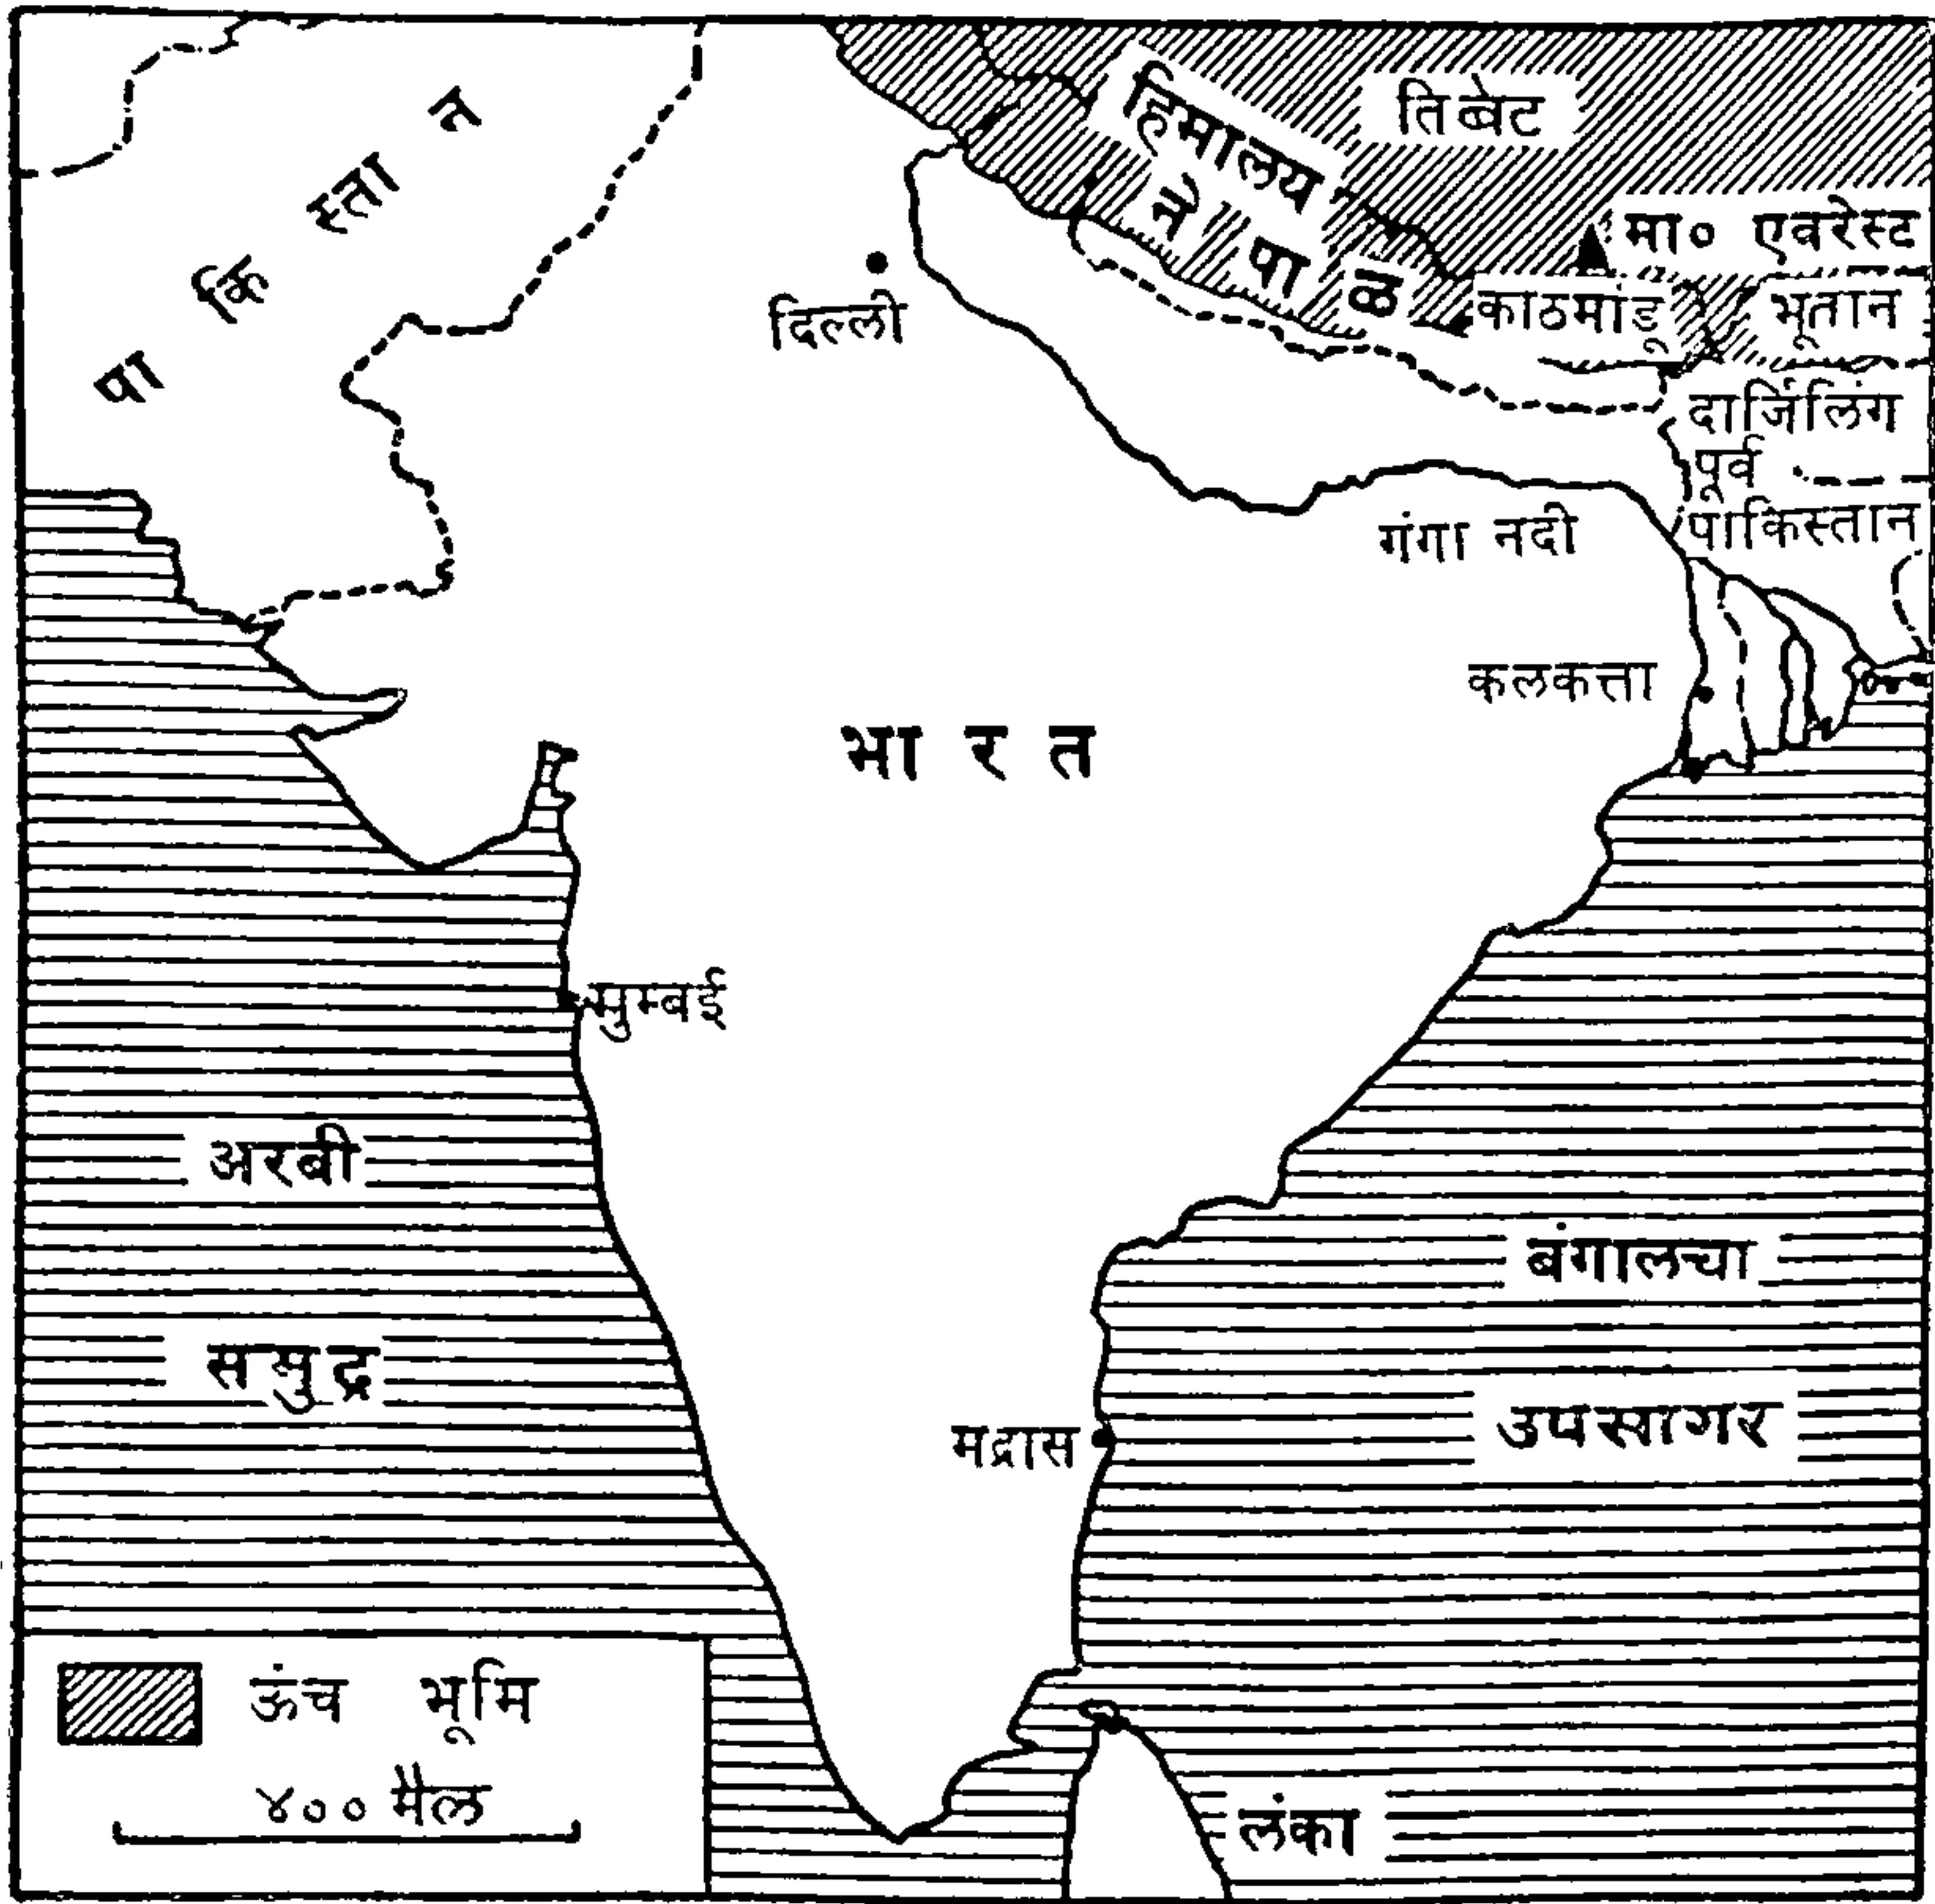 तिब्बेट
हिमालय
नेपाळ
मा० एवरेस्ट
काठमांडू
भूतान
पाकिस्तान
दिल्ली
दार्जिलिंग
पूर्व
पाकिस्तान
गंगा नदी
कलकत्ता
भारत
मुम्बई
अरबी
समुद्र
बंगालचा
उपसागर
मद्रास
ऊंच भूमि
४०० मैल
लंका